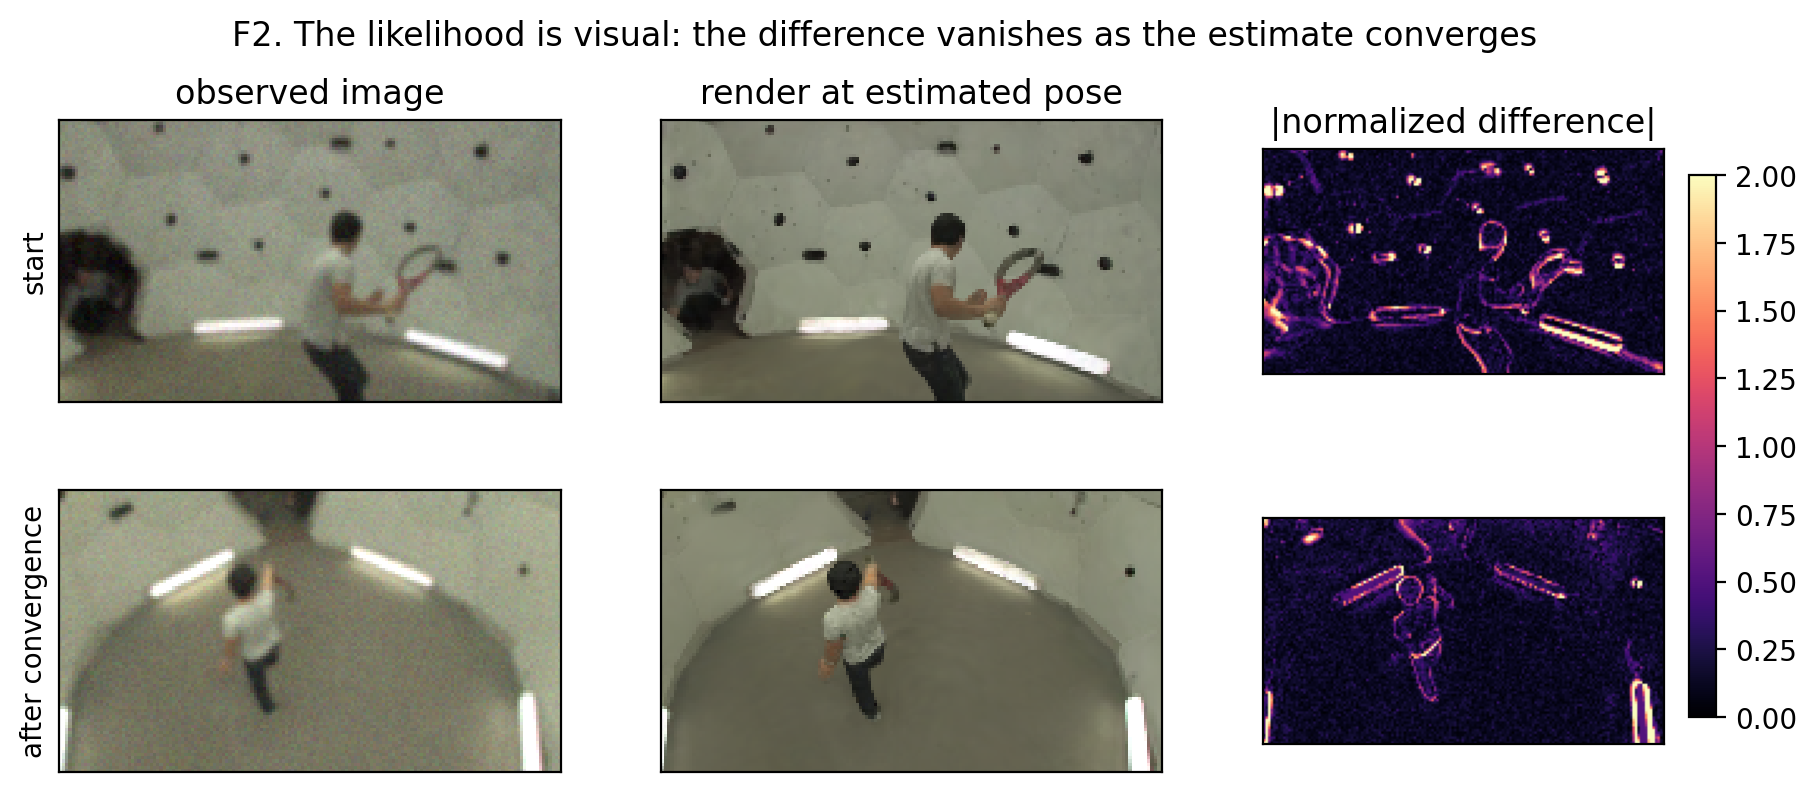 F2. The likelihood is visual: the difference vanishes as the estimate converges
observed image
render at estimated pose
|normalized difference|
start
after convergence
2.00
1.75
1.50
1.25
1.00
0.75
0.50
0.25
0.00